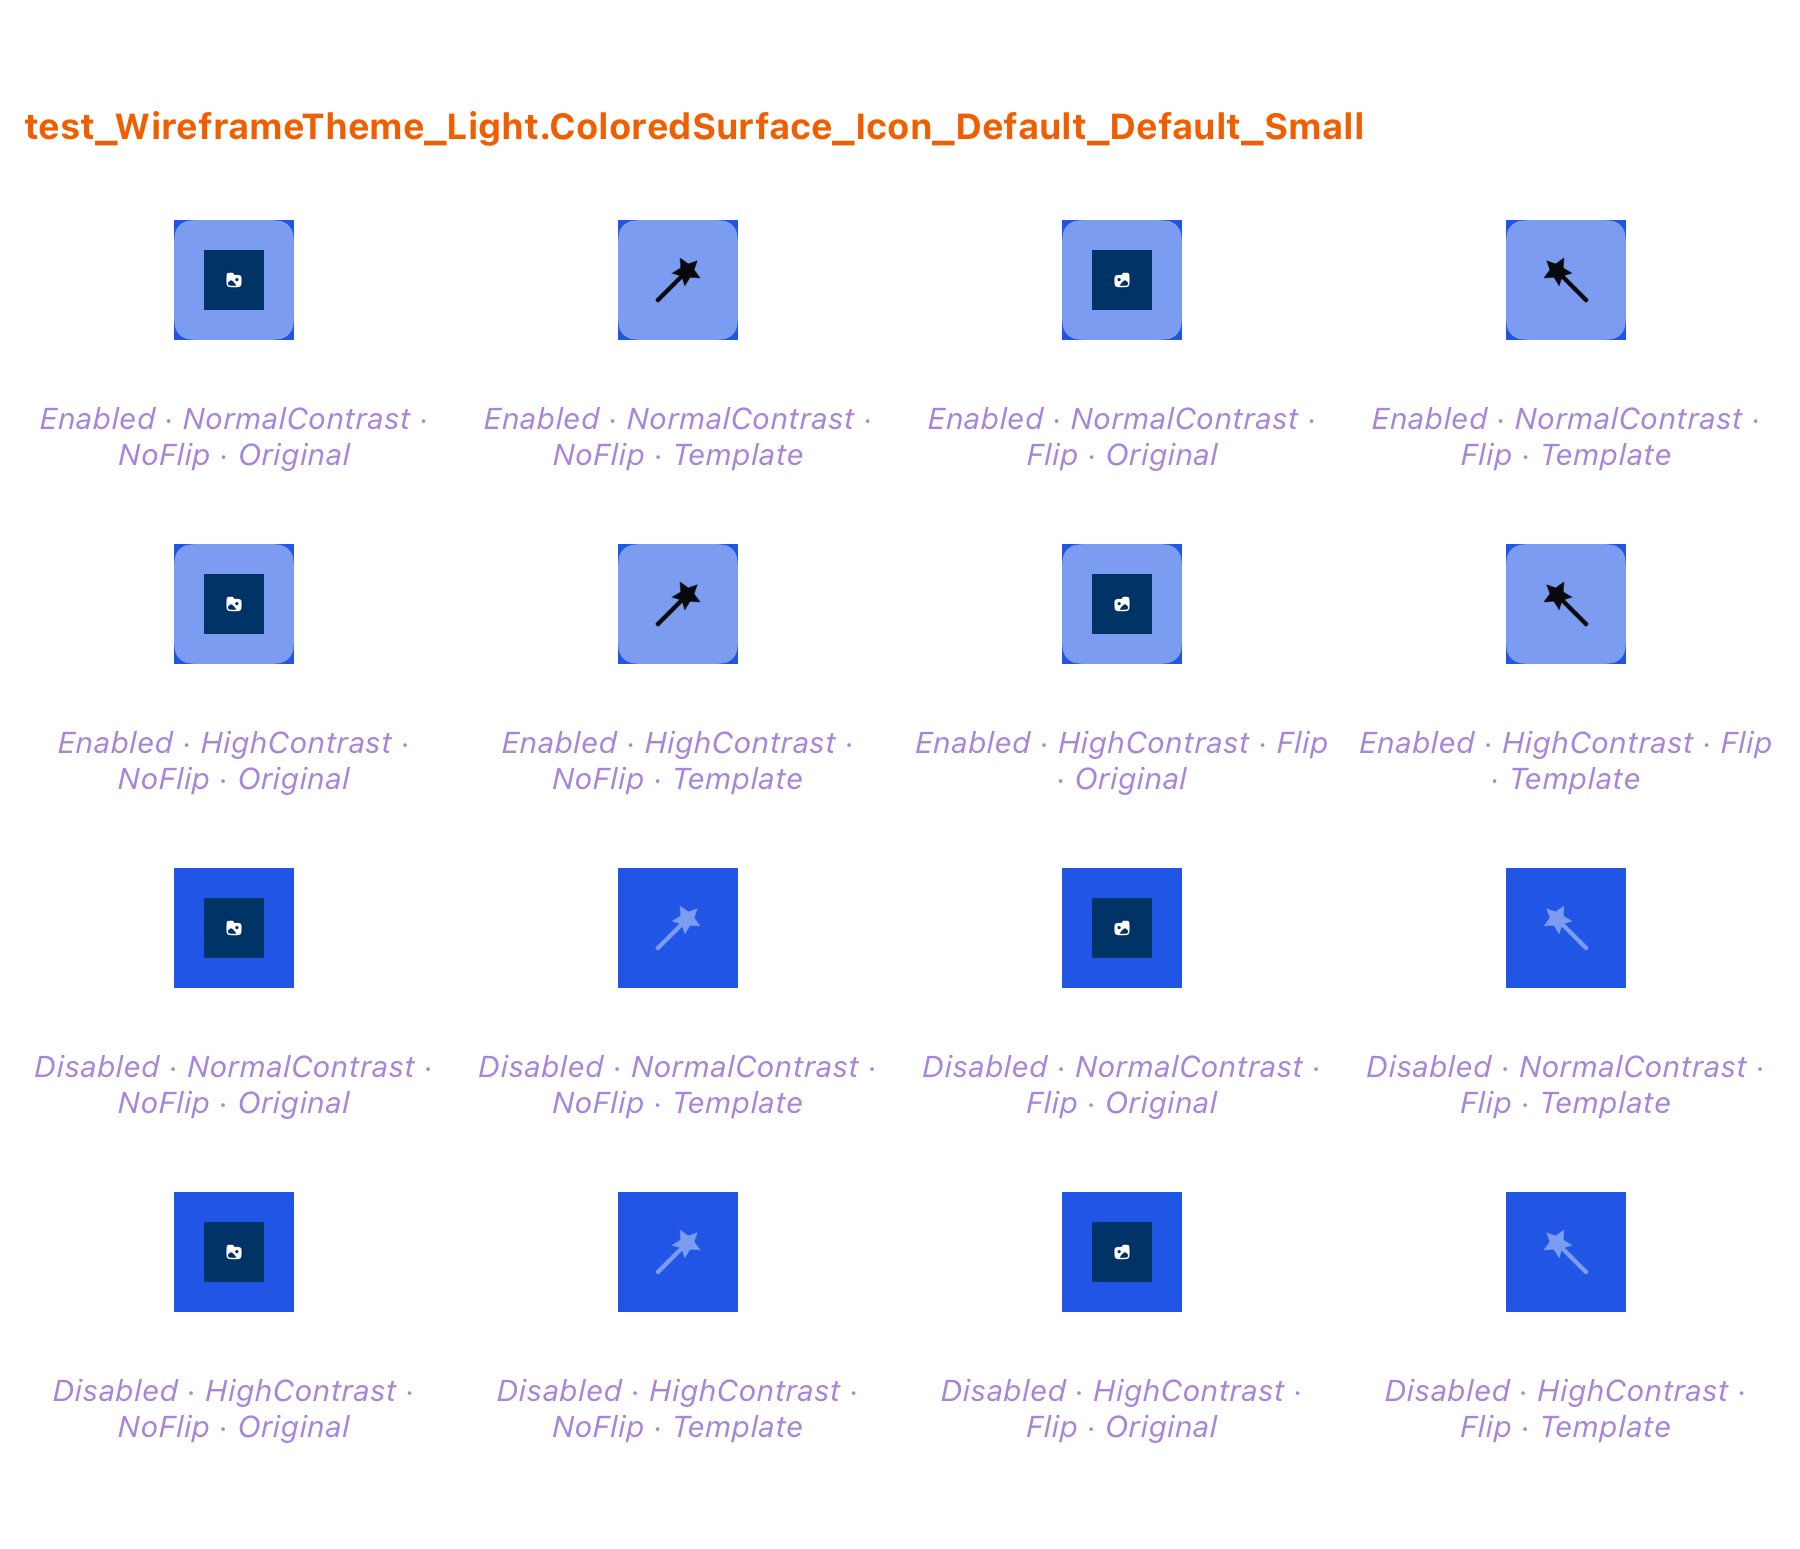 test_WireframeTheme_Light.ColoredSurface_Icon_Default_Default_Small
Enabled · NormalContrast ·
NoFlip · Original
Enabled · NormalContrast ·
NoFlip · Template
Enabled · NormalContrast ·
Flip · Original
Enabled · NormalContrast ·
Flip · Template
Enabled · HighContrast ·
NoFlip · Original
Enabled · HighContrast ·
NoFlip · Template
Enabled · HighContrast · Flip
· Original
Enabled · HighContrast · Flip
· Template
Disabled · NormalContrast ·
NoFlip · Original
Disabled · NormalContrast ·
NoFlip · Template
Disabled · NormalContrast ·
Flip · Original
Disabled · NormalContrast ·
Flip · Template
Disabled · HighContrast ·
NoFlip · Original
Disabled · HighContrast ·
NoFlip · Template
Disabled · HighContrast ·
Flip · Original
Disabled · HighContrast ·
Flip · Template